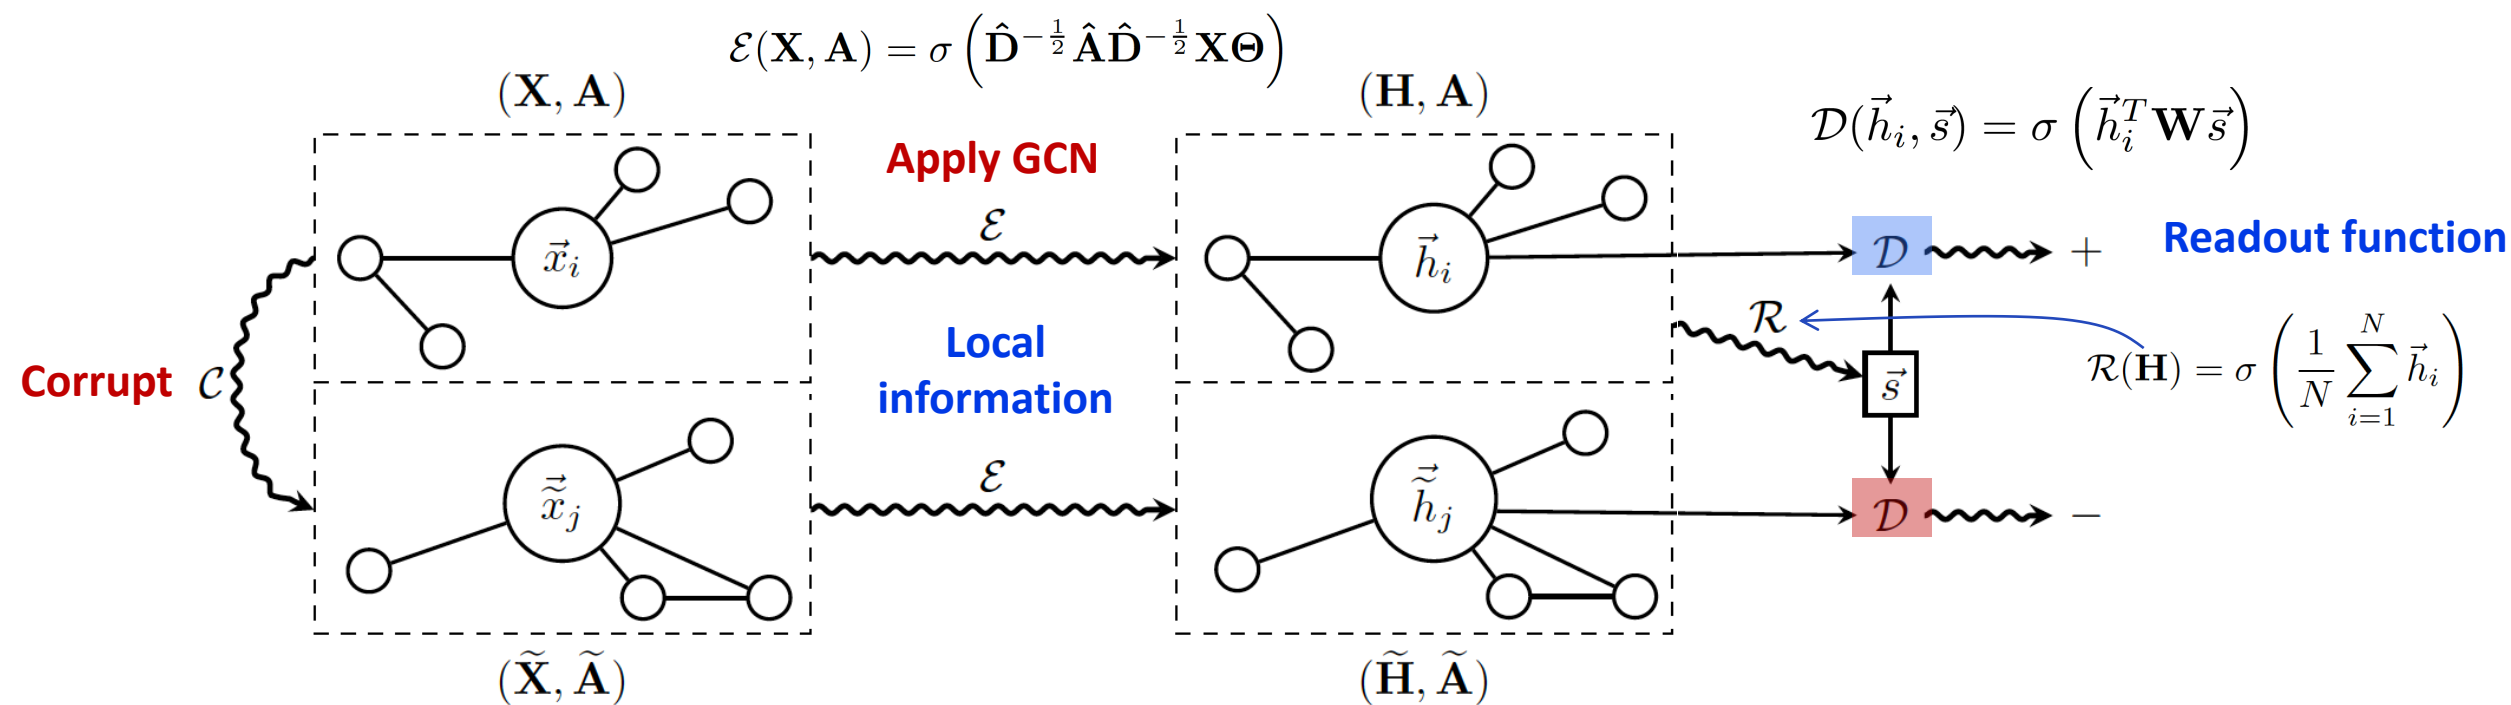 ℰ(𝐗, 𝐀) = σ(𝐃̂^{-1/2} 𝐀̂ 𝐃̂^{-1/2} 𝐗𝚯)
(𝐗, 𝐀)
(𝐇, 𝐀)
𝒟(h⃗_i, s⃗) = σ(h⃗_i^T 𝐖 s⃗)
Apply GCN
ℰ
x⃗_i
h⃗_i
𝒟
+
Readout function
ℛ
Local
information
Corrupt
𝒞
s⃗
ℛ(𝐇) = σ(1/N ∑_{i=1}^{N} h⃗_i)
ℰ
x̃⃗_j
h̃⃗_j
𝒟
−
(𝐗̃, 𝐀̃)
(𝐇̃, 𝐀̃)